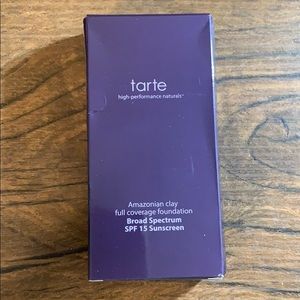 tarte
high-performance naturals™
Amazonian clay
full coverage foundation
Broad Spectrum
SPF 15 Sunscreen